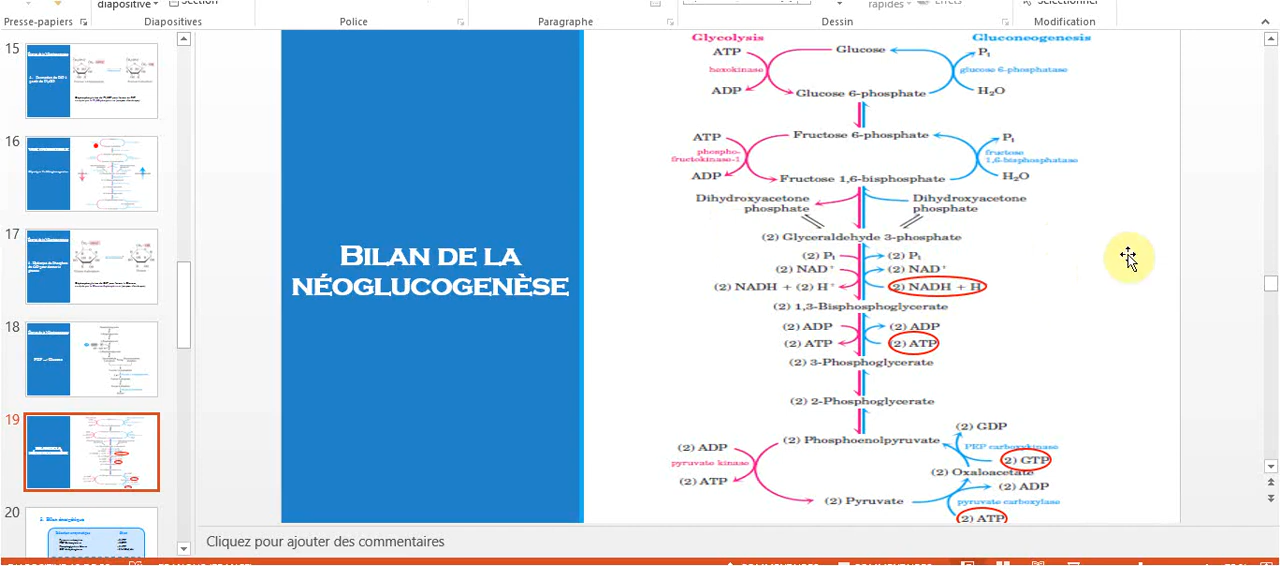 diapositive
Section
rapides
Effets
Sélectionner
Presse-papiers
Diapositives
Police
Paragraphe
Dessin
Modification
15
16
17
18
19
20
BILAN DE LA
NÉOGLUCOGENÈSE
Glycolysis
Gluconeogenesis
ATP
Glucose
Pi
hexokinase
glucose 6-phosphatase
ADP
Glucose 6-phosphate
H2O
ATP
Fructose 6-phosphate
Pi
phospho-
fructokinase-1
fructose
1,6-bisphosphatase
ADP
Fructose 1,6-bisphosphate
H2O
Dihydroxyacetone
phosphate
Dihydroxyacetone
phosphate
(2) Glyceraldehyde 3-phosphate
(2) Pi
(2) Pi
(2) NAD+
(2) NAD+
(2) NADH + (2) H+
(2) NADH + H
(2) 1,3-Bisphosphoglycerate
(2) ADP
(2) ADP
(2) ATP
(2) ATP
(2) 3-Phosphoglycerate
(2) 2-Phosphoglycerate
(2) GDP
(2) Phosphoenolpyruvate
(2) ADP
PEP carboxykinase
pyruvate kinase
(2) GTP
(2) Oxaloacetate
(2) ATP
(2) ADP
(2) Pyruvate
pyruvate carboxylase
(2) ATP
Cliquez pour ajouter des commentaires